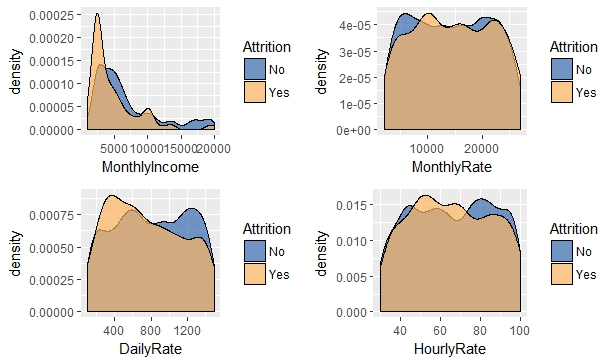 density
0.00025
0.00020
0.00015
0.00010
0.00005
0.00000
5000 10000 15000 20000
MonthlyIncome
Attrition
No
Yes
density
4e-05
3e-05
2e-05
1e-05
0e+00
10000 20000
MonthlyRate
Attrition
No
Yes
density
0.00075
0.00050
0.00025
0.00000
400 800 1200
DailyRate
Attrition
No
Yes
density
0.015
0.010
0.005
0.000
40 60 80 100
HourlyRate
Attrition
No
Yes